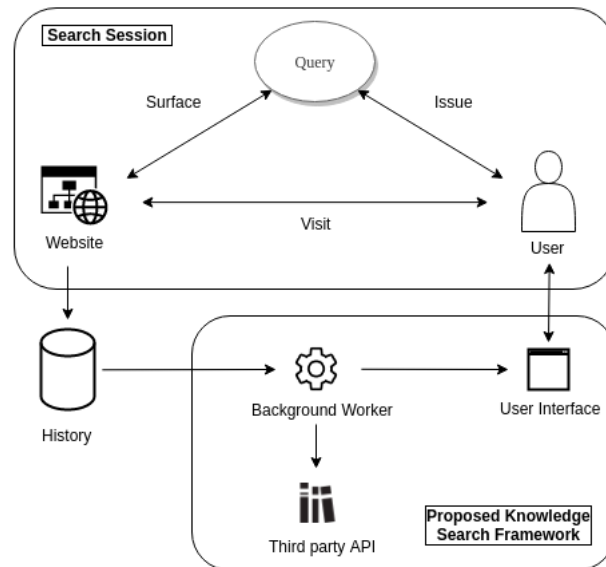 Search Session
Query
Surface
Issue
Visit
Website
User
History
Background Worker
User Interface
Third party API
Proposed Knowledge
Search Framework